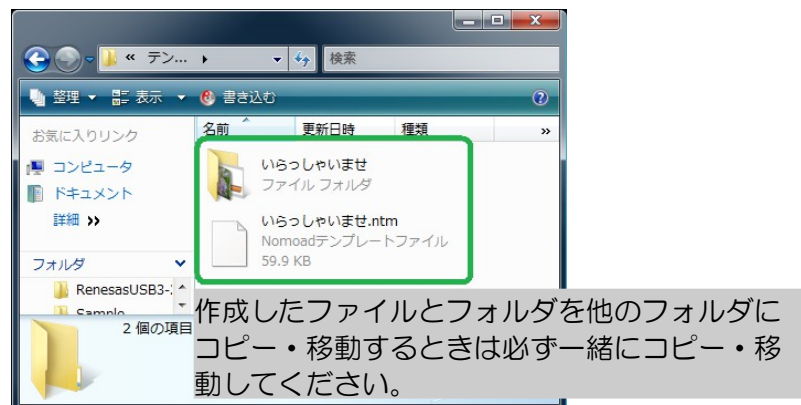 « テン...
検索
整理 表示 書き込む
お気に入りリンク
名前 更新日時 種類 »
コンピュータ
ドキュメント
詳細 »
いらっしゃいませ
ファイル フォルダ
いらっしゃいませ.ntm
Nomoadテンプレートファイル
59.9 KB
フォルダ
RenesasUSB3-
Sample
2 個の項目
作成したファイルとフォルダを他のフォルダに
コピー・移動するときは必ず一緒にコピー・移
動してください。